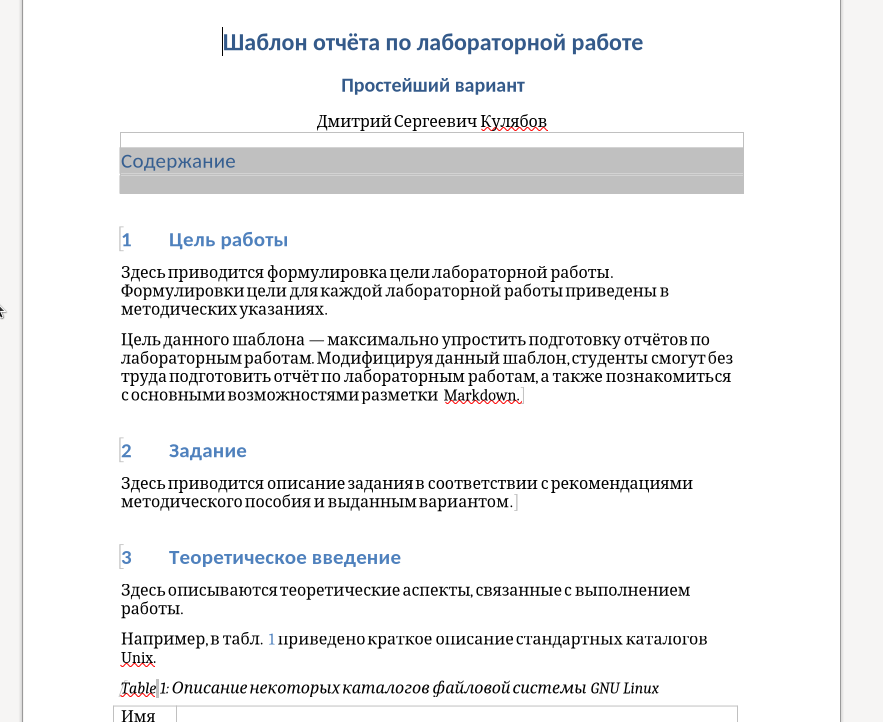 Шаблон отчёта по лабораторной работе
Простейший вариант
Дмитрий Сергеевич Кулябов
Содержание
1 Цель работы
Здесь приводится формулировка цели лабораторной работы.
Формулировки цели для каждой лабораторной работы приведены в
методических указаниях.
Цель данного шаблона — максимально упростить подготовку отчётов по
лабораторным работам. Модифицируя данный шаблон, студенты смогут без
труда подготовить отчёт по лабораторным работам, а также познакомиться
с основными возможностями разметки Markdown.
2 Задание
Здесь приводится описание задания в соответствии с рекомендациями
методического пособия и выданным вариантом.
3 Теоретическое введение
Здесь описываются теоретические аспекты, связанные с выполнением
работы.
Например, в табл. 1 приведено краткое описание стандартных каталогов
Unix.
Table 1: Описание некоторых каталогов файловой системы GNU Linux
Имя